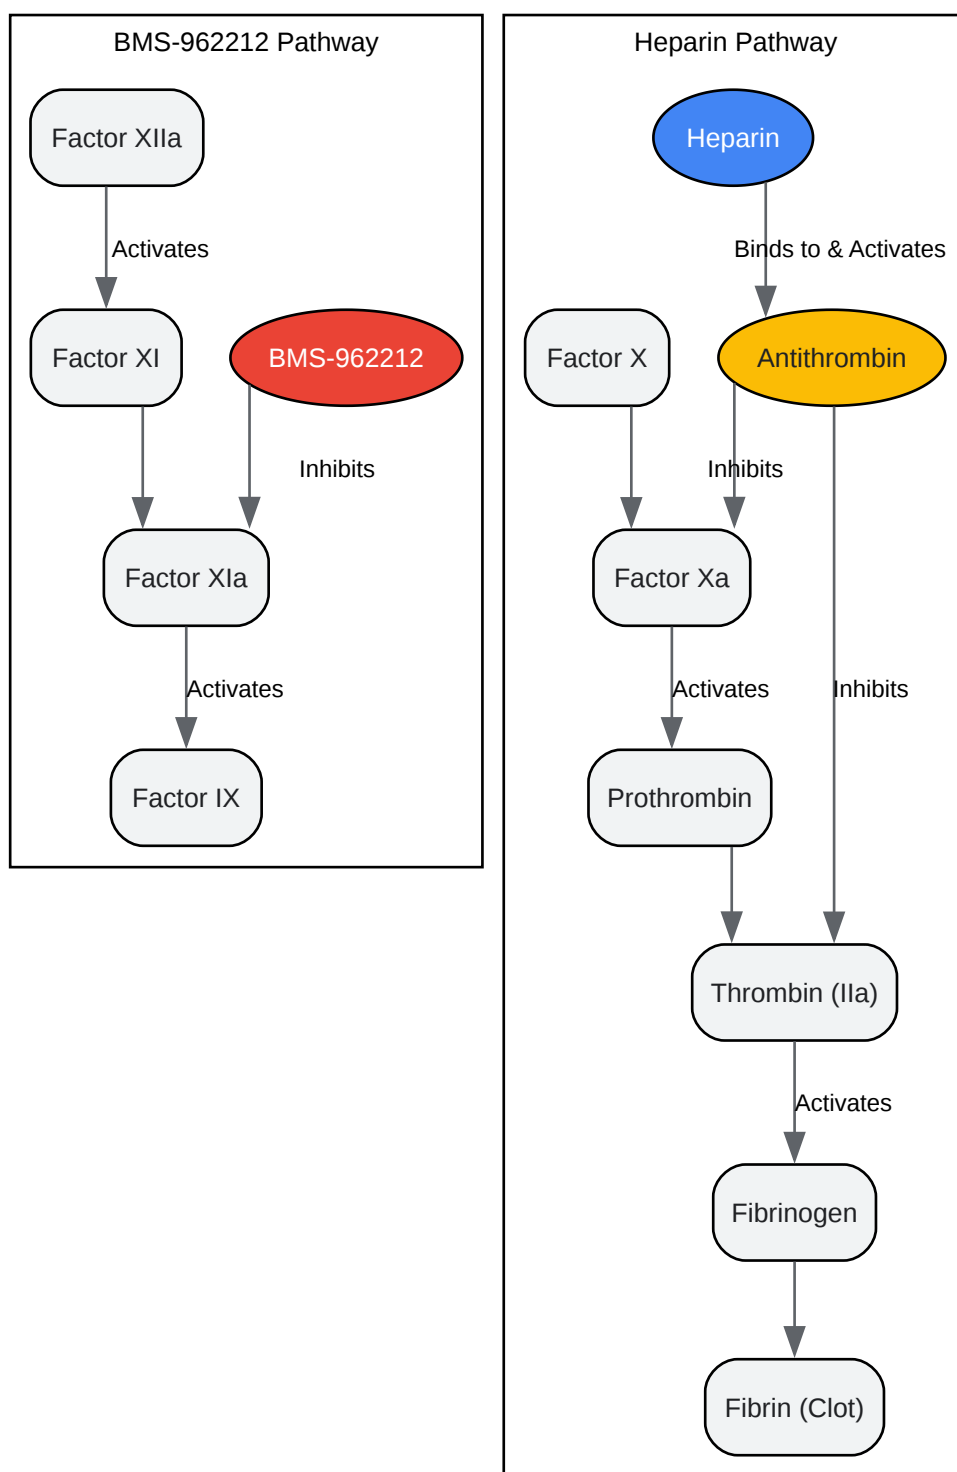 BMS-962212 Pathway
Factor XIIa
Activates
Factor XI
BMS-962212
Inhibits
Factor XIa
Activates
Factor IX
Heparin Pathway
Heparin
Binds to & Activates
Factor X
Antithrombin
Inhibits
Factor Xa
Activates
Inhibits
Prothrombin
Thrombin (IIa)
Activates
Fibrinogen
Fibrin (Clot)